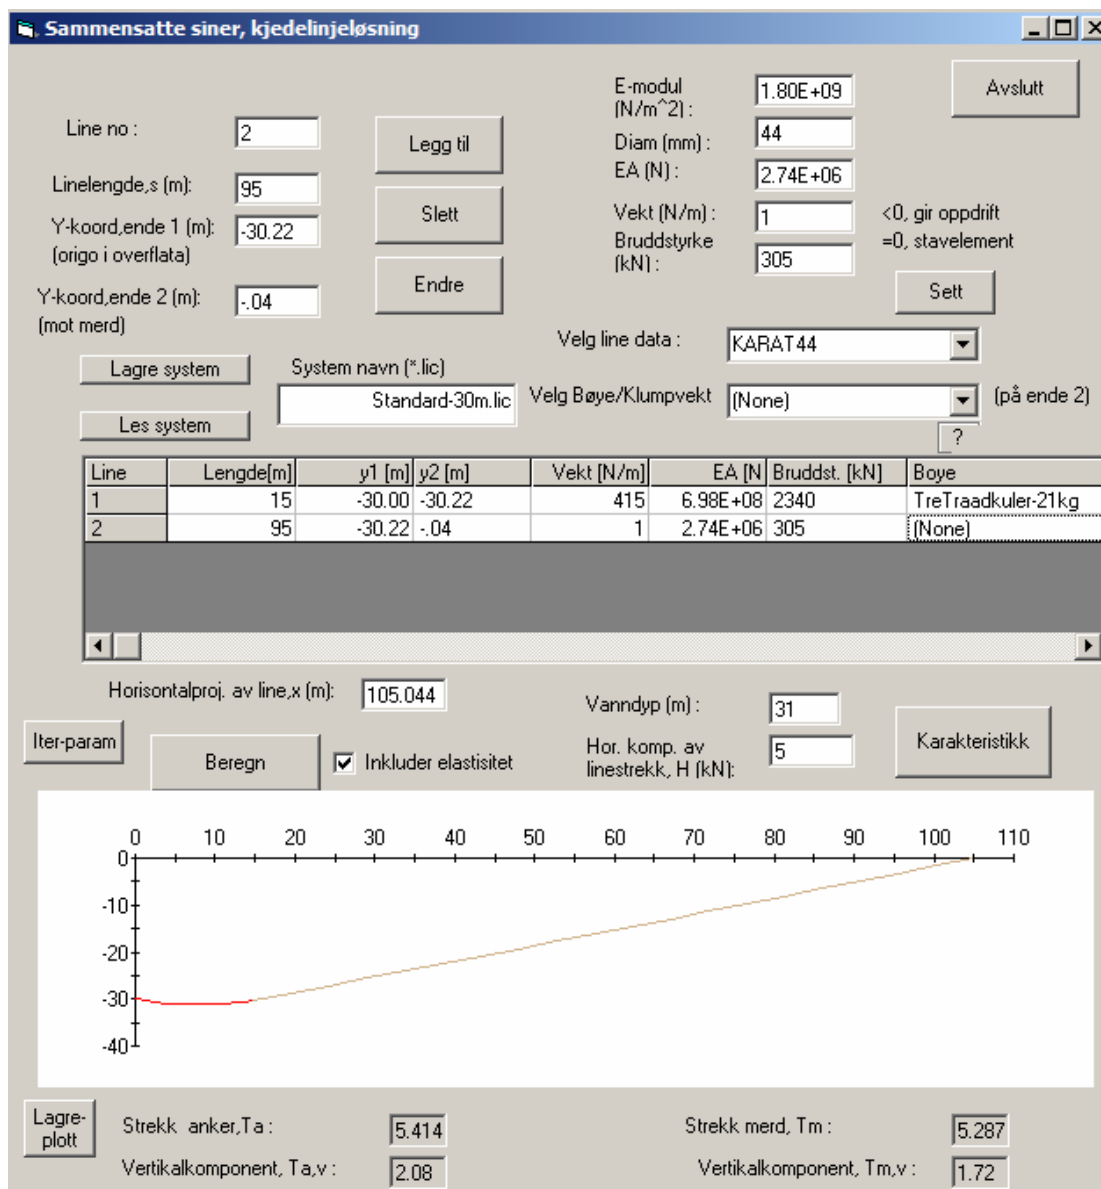 Sammensatte siner, kjedelinjeløsning
E-modul (N/m^2) : 1.80E+09
Avslutt
Line no : 2
Legg til
Diam (mm) : 44
EA (N) : 2.74E+06
Linelengde,s (m): 95
Slett
Vekt (N/m) : 1
<0, gir oppdrift
Y-koord,ende 1 (m): -30.22
(origo i overflata)
Bruddstyrke (kN) : 305
=0, stavelement
Endre
Sett
Y-koord,ende 2 (m): -.04
(mot merd)
Velg line data : KARAT44
Lagre system
System navn (*.lic)
Standard-30m.lic
Velg Bøye/Klumpvekt (None) (på ende 2)
Les system
?
Line Lengde[m] y1 [m] y2 [m] Vekt [N/m] EA [N Bruddst. [kN] Boye
1 15 -30.00 -30.22 415 6.98E+08 2340 TreTraadkuler-21kg
2 95 -30.22 -.04 1 2.74E+06 305 (None)
Horisontalproj. av line,x (m): 105.044
Vanndyp (m) : 31
Iter-param
Beregn
Inkluder elastisitet
Hor. komp. av linestrekk, H (kN): 5
Karakteristikk
0 10 20 30 40 50 60 70 80 90 100 110
0
-10
-20
-30
-40
Lagre-
plott
Strekk anker,Ta : 5.414
Strekk merd, Tm : 5.287
Vertikalkomponent, Ta,v : 2.08
Vertikalkomponent, Tm,v : 1.72